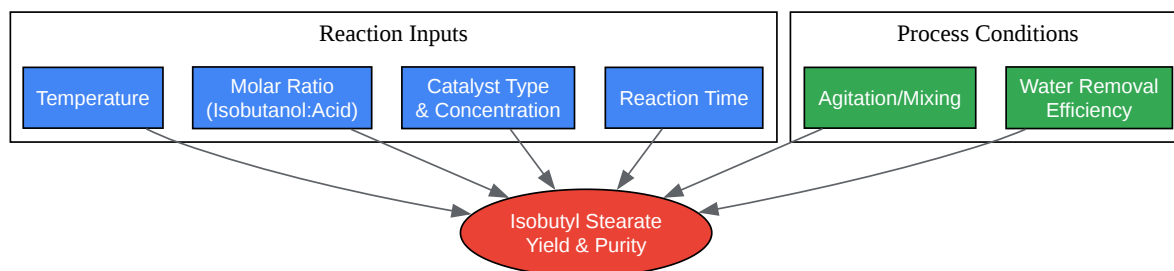 Reaction Inputs
Process Conditions
Temperature
Molar Ratio
(Isobutanol:Acid)
Catalyst Type
& Concentration
Reaction Time
Agitation/Mixing
Water Removal
Efficiency
Isobutyl Stearate
Yield & Purity